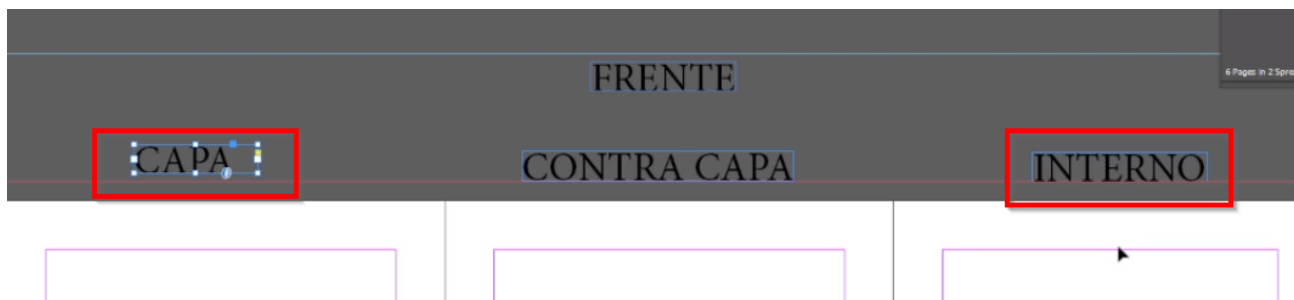 FRENTE
6 Pages in 2 Spre
CAPA
CONTRA CAPA
INTERNO